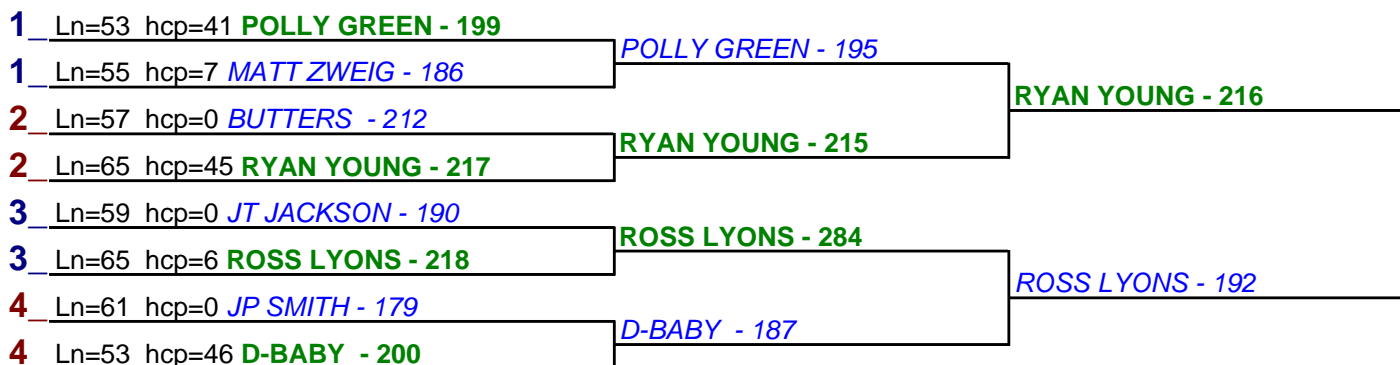 1_ Ln=53 hcp=41 POLLY GREEN - 199
POLLY GREEN - 195
1_ Ln=55 hcp=7 MATT ZWEIG - 186
RYAN YOUNG - 216
2_ Ln=57 hcp=0 BUTTERS - 212
RYAN YOUNG - 215
2_ Ln=65 hcp=45 RYAN YOUNG - 217
3_ Ln=59 hcp=0 JT JACKSON - 190
ROSS LYONS - 284
3_ Ln=65 hcp=6 ROSS LYONS - 218
ROSS LYONS - 192
4_ Ln=61 hcp=0 JP SMITH - 179
D-BABY - 187
4 Ln=53 hcp=46 D-BABY - 200